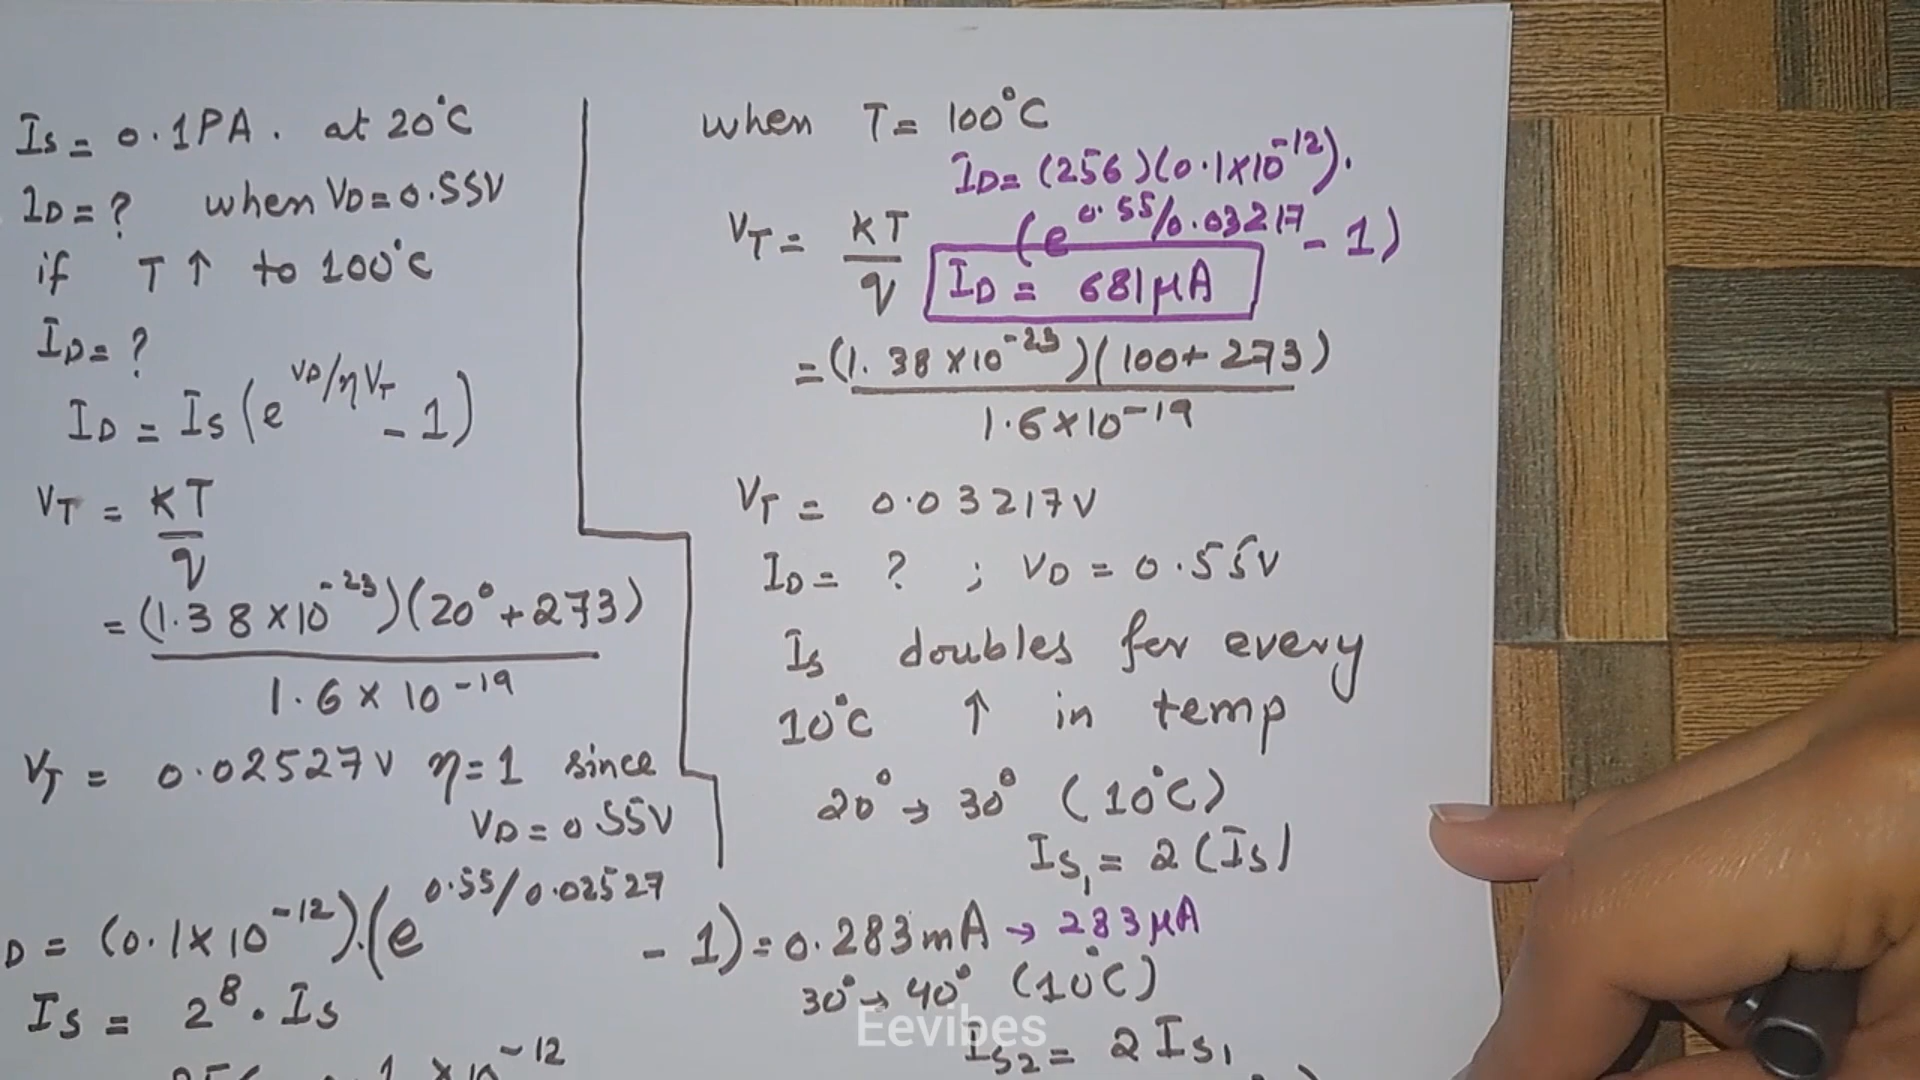 Is = 0.1PA. at 20°C
ID = ? when VD = 0.55V
if T ↑ to 100°C
ID = ?
ID = Is (e^VD/ηVT - 1)
VT = KT/q
= (1.38 × 10^-23)(20° + 273)
1.6 × 10^-19
VT = 0.02527V η = 1 since
VD = 0.55V
D = (0.1 × 10^-12).(e^0.55/0.02527 - 1) = 0.283mA → 283μA
Is = 2^8 . Is
when T = 100°C
ID = (256)(0.1×10^-12).
(e^0.55/0.03217 - 1)
VT = KT/q
ID = 681μA
= (1.38 × 10^-23)(100 + 273)
1.6 × 10^-19
VT = 0.03217V
ID = ? ; VD = 0.55V
Is doubles for every
10°C ↑ in temp
20° → 30° (10°C)
Is1 = 2 (Is)
30° → 40° (10°C)
Is2 = 2 Is1
Eevibes